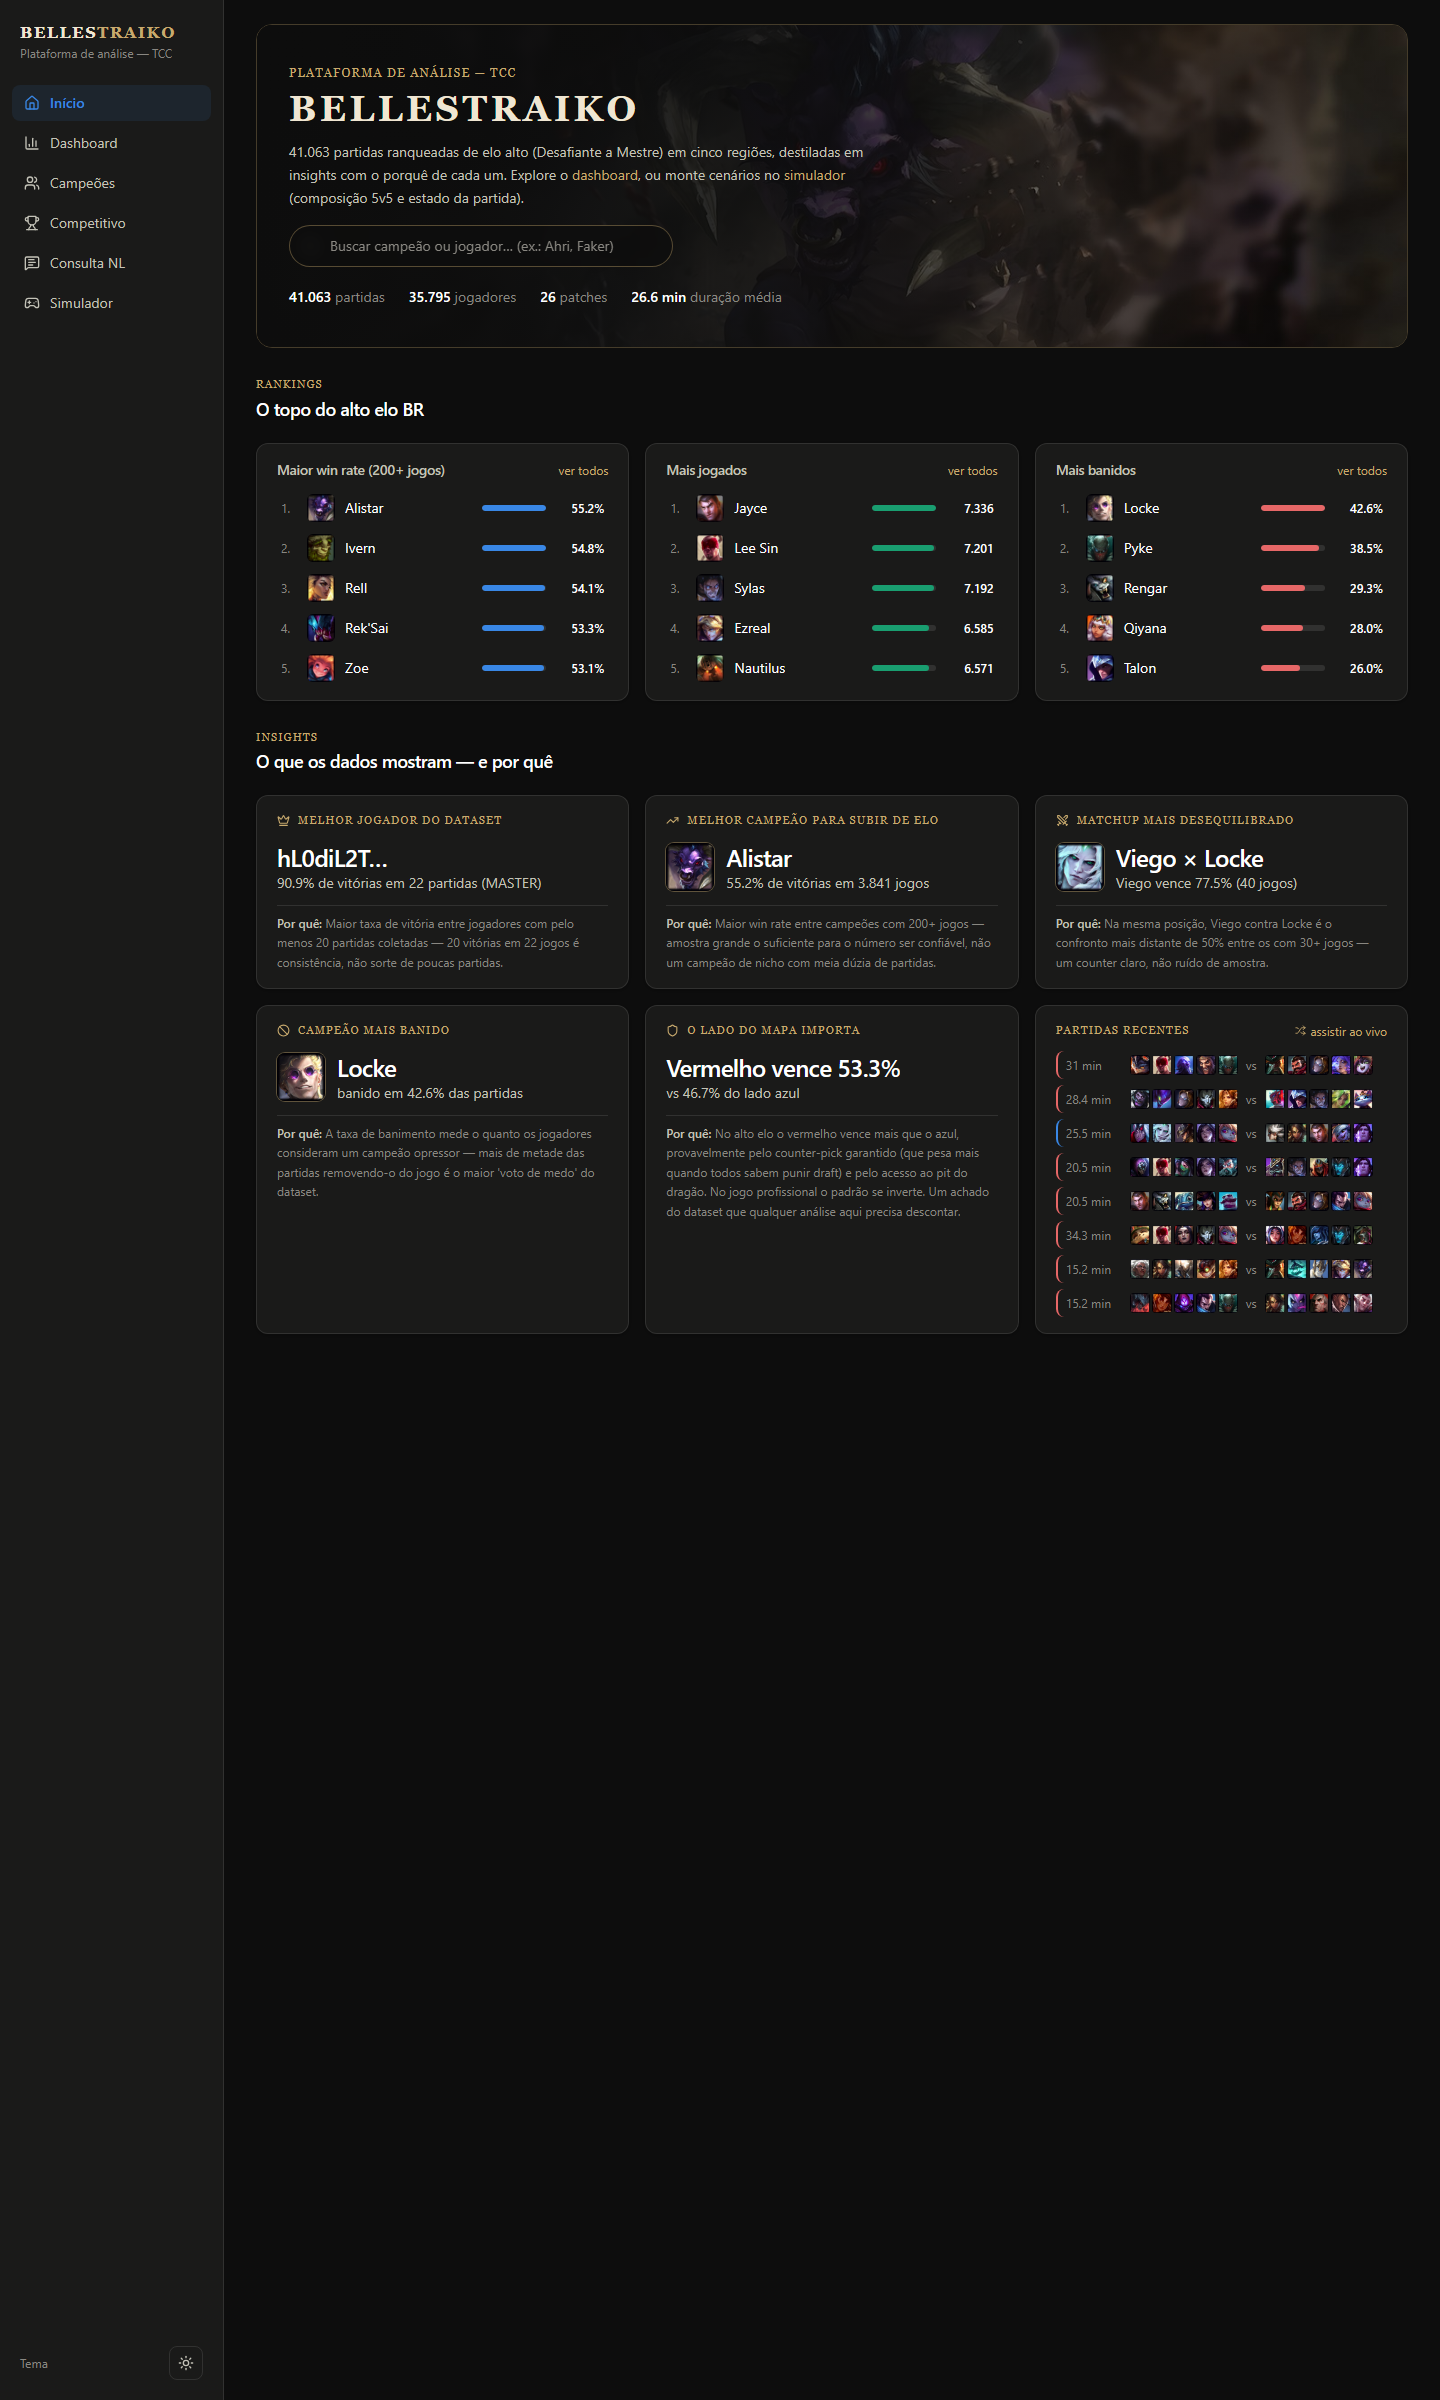 BELLESTRAIKO
Plataforma de análise — TCC
Início
Dashboard
Campeões
Competitivo
Consulta NL
Simulador
Tema
PLATAFORMA DE ANÁLISE — TCC
BELLESTRAIKO
41.063 partidas ranqueadas de elo alto (Desafiante a Mestre) em cinco regiões, destiladas em
insights com o porquê de cada um. Explore o dashboard, ou monte cenários no simulador
(composição 5v5 e estado da partida).
Buscar campeão ou jogador... (ex.: Ahri, Faker)
41.063 partidas 35.795 jogadores 26 patches 26.6 min duração média
RANKINGS
O topo do alto elo BR
Maior win rate (200+ jogos) ver todos
1. Alistar 55.2%
2. Ivern 54.8%
3. Rell 54.1%
4. Rek'Sai 53.3%
5. Zoe 53.1%
Mais jogados ver todos
1. Jayce 7.336
2. Lee Sin 7.201
3. Sylas 7.192
4. Ezreal 6.585
5. Nautilus 6.571
Mais banidos ver todos
1. Locke 42.6%
2. Pyke 38.5%
3. Rengar 29.3%
4. Qiyana 28.0%
5. Talon 26.0%
INSIGHTS
O que os dados mostram — e por quê
MELHOR JOGADOR DO DATASET
hL0diL2T...
90.9% de vitórias em 22 partidas (MASTER)
Por quê: Maior taxa de vitória entre jogadores com pelo
menos 20 partidas coletadas — 20 vitórias em 22 jogos é
consistência, não sorte de poucas partidas.
MELHOR CAMPEÃO PARA SUBIR DE ELO
Alistar
55.2% de vitórias em 3.841 jogos
Por quê: Maior win rate entre campeões com 200+ jogos —
amostra grande o suficiente para o número ser confiável, não
um campeão de nicho com meia dúzia de partidas.
MATCHUP MAIS DESEQUILIBRADO
Viego × Locke
Viego vence 77.5% (40 jogos)
Por quê: Na mesma posição, Viego contra Locke é o
confronto mais distante de 50% entre os com 30+ jogos —
um counter claro, não ruído de amostra.
CAMPEÃO MAIS BANIDO
Locke
banido em 42.6% das partidas
Por quê: A taxa de banimento mede o quanto os jogadores
consideram um campeão opressor — mais de metade das
partidas removendo-o do jogo é o maior 'voto de medo' do
dataset.
O LADO DO MAPA IMPORTA
Vermelho vence 53.3%
vs 46.7% do lado azul
Por quê: No alto elo o vermelho vence mais que o azul,
provavelmente pelo counter-pick garantido (que pesa mais
quando todos sabem punir draft) e pelo acesso ao pit do
dragão. No jogo profissional o padrão se inverte. Um achado
do dataset que qualquer análise aqui precisa descontar.
PARTIDAS RECENTES assistir ao vivo
31 min vs
28.4 min vs
25.5 min vs
20.5 min vs
20.5 min vs
34.3 min vs
15.2 min vs
15.2 min vs